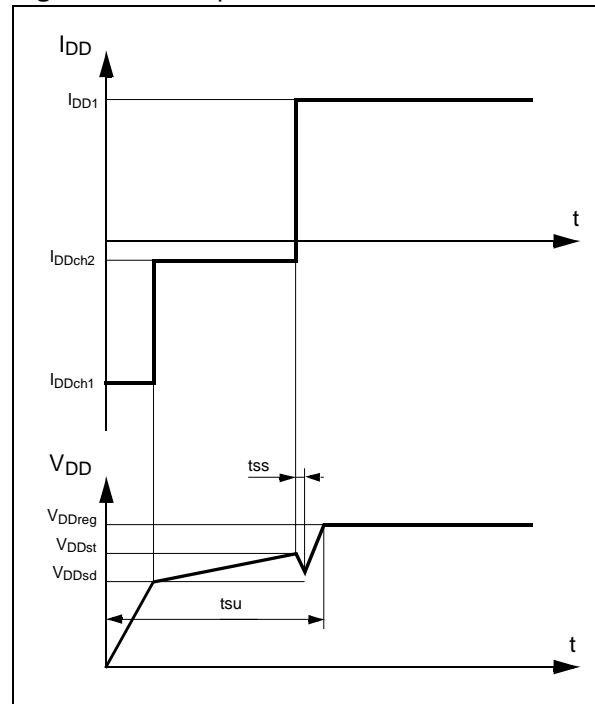 IDD
IDD1
t
IDDch2
IDDch1
VDD
tss
VDDreg
VDDst
VDDsd
tsu
t